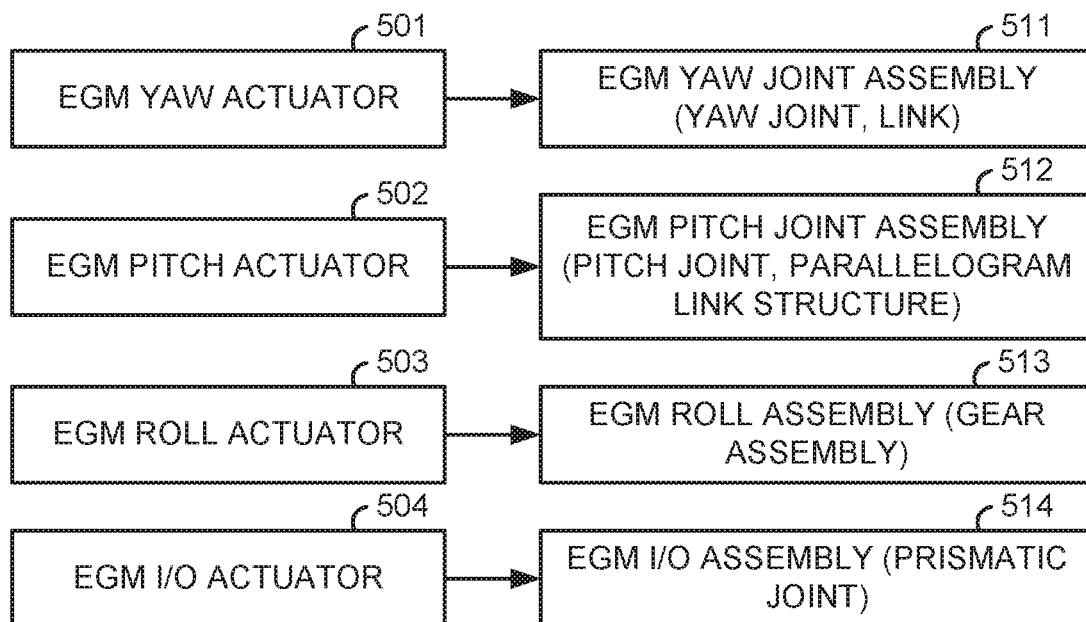 501
511
EGM YAW ACTUATOR
EGM YAW JOINT ASSEMBLY
(YAW JOINT, LINK)
502
512
EGM PITCH ACTUATOR
EGM PITCH JOINT ASSEMBLY
(PITCH JOINT, PARALLELOGRAM
LINK STRUCTURE)
503
513
EGM ROLL ACTUATOR
EGM ROLL ASSEMBLY (GEAR
ASSEMBLY)
504
514
EGM I/O ACTUATOR
EGM I/O ASSEMBLY (PRISMATIC
JOINT)